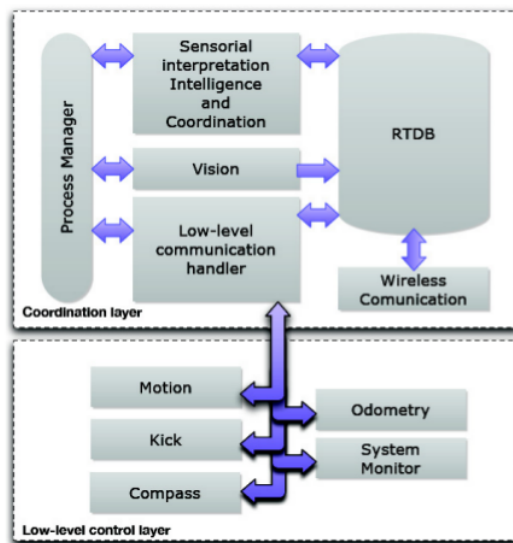 Process Manager
Sensorial
interpretation
Intelligence
and
Coordination
RTDB
Vision
Low-level
communication
handler
Wireless
Comunication
Coordination layer
Motion
Odometry
Kick
System
Monitor
Compass
Low-level control layer